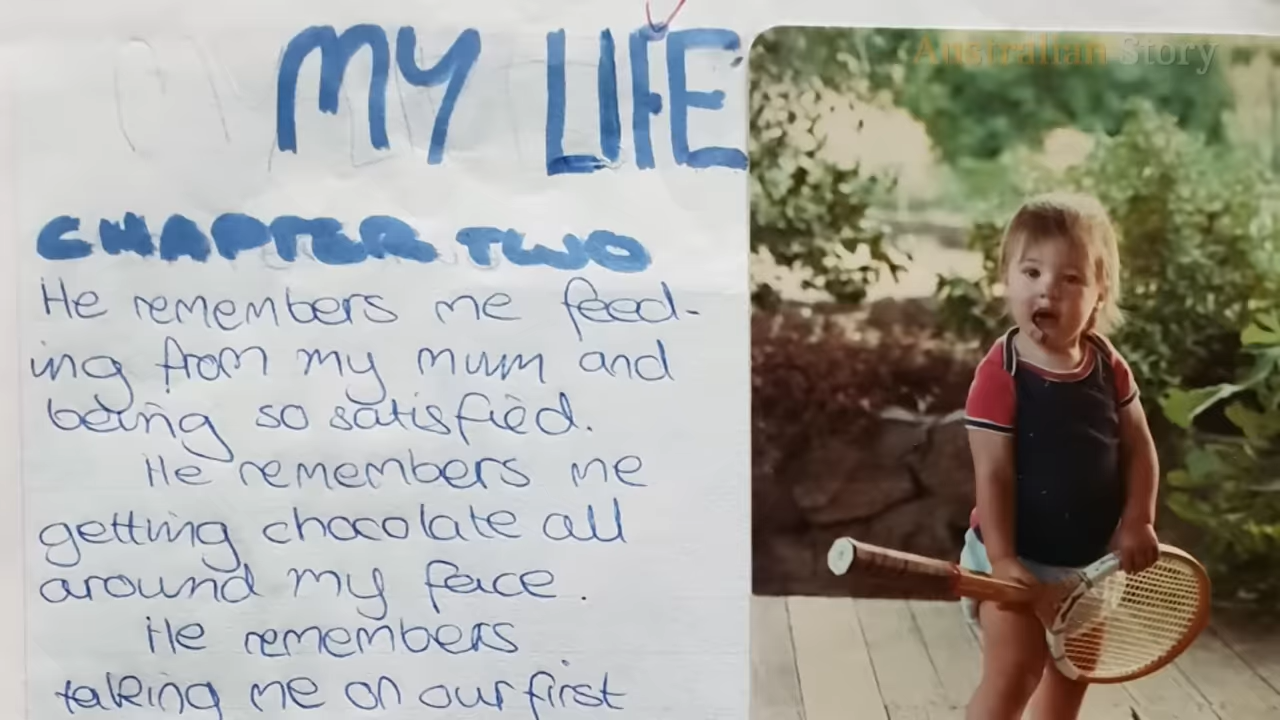 MY LIFE
Australian Story
CHAPTER TWO
He remembers me feed-
ing from my mum and
being so satisfied.
He remembers me
getting chocolate all
around my face.
He remembers
taking me on our first